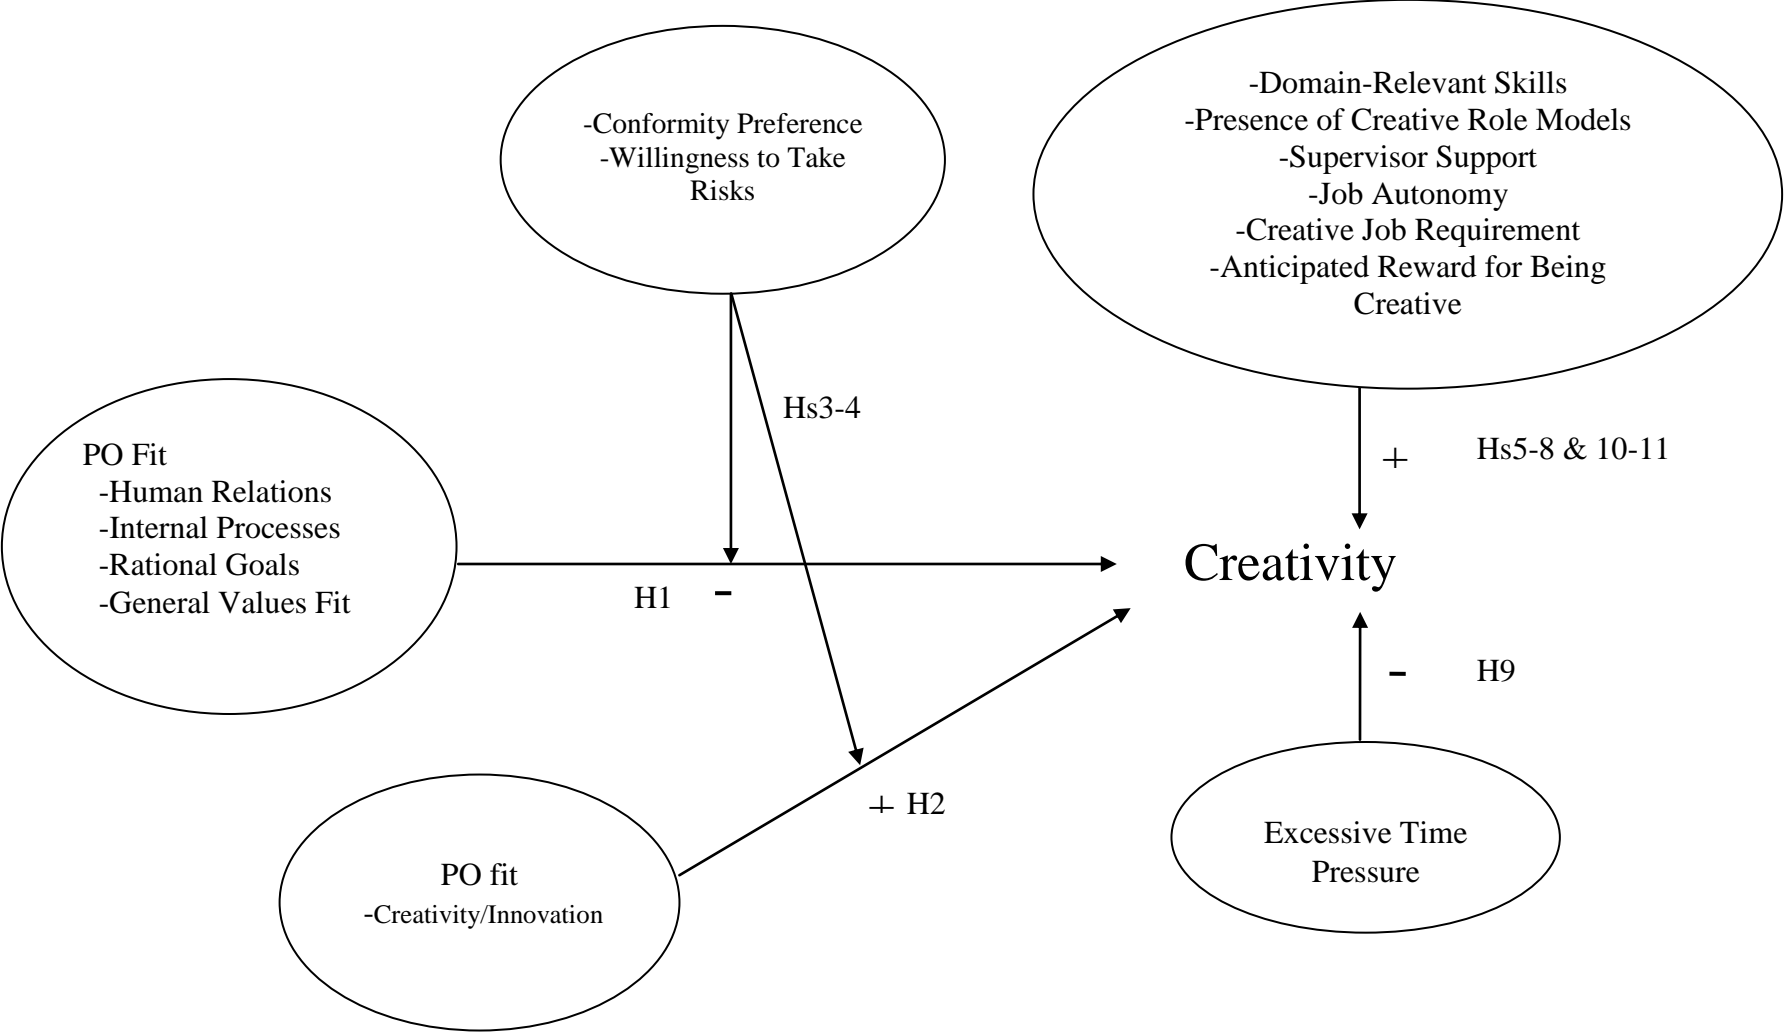 -Conformity Preference
-Willingness to Take
Risks
-Domain-Relevant Skills
-Presence of Creative Role Models
-Supervisor Support
-Job Autonomy
-Creative Job Requirement
-Anticipated Reward for Being
Creative
Hs3-4
PO Fit
-Human Relations
-Internal Processes
-Rational Goals
-General Values Fit
+ Hs5-8 & 10-11
Creativity
H1 -
- H9
+ H2
Excessive Time
Pressure
PO fit
-Creativity/Innovation